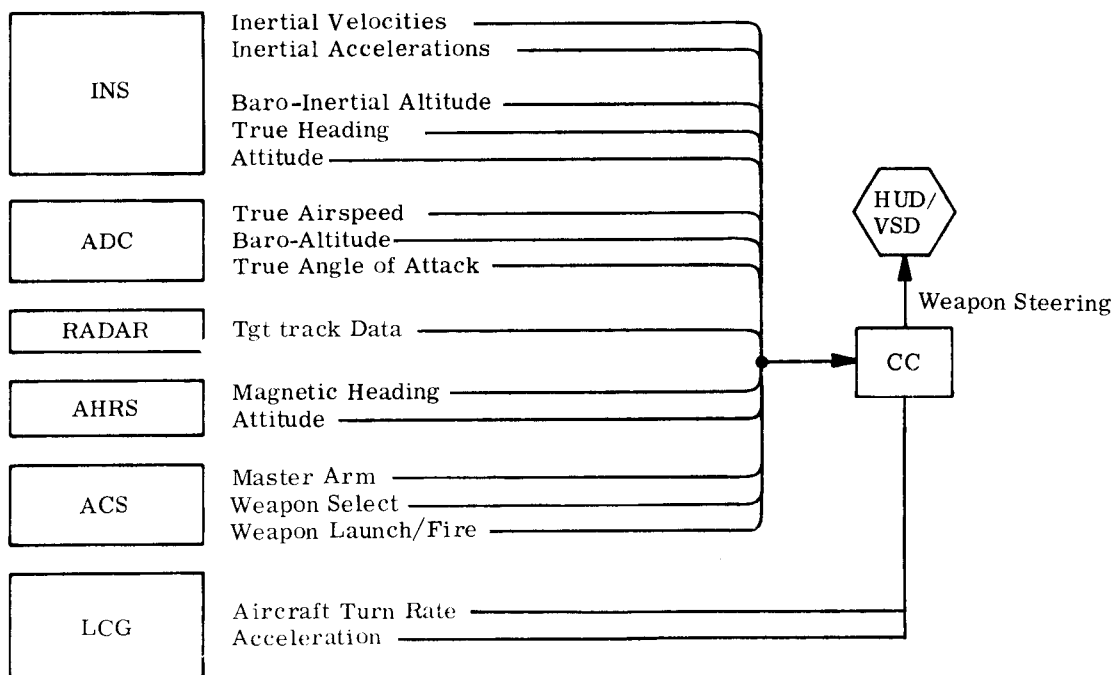 INS
Inertial Velocities
Inertial Accelerations
Baro-Inertial Altitude
True Heading
Attitude
ADC
True Airspeed
Baro-Altitude
True Angle of Attack
RADAR
Tgt track Data
AHRS
Magnetic Heading
Attitude
ACS
Master Arm
Weapon Select
Weapon Launch/Fire
LCG
Aircraft Turn Rate
Acceleration
HUD/
VSD
Weapon Steering
CC